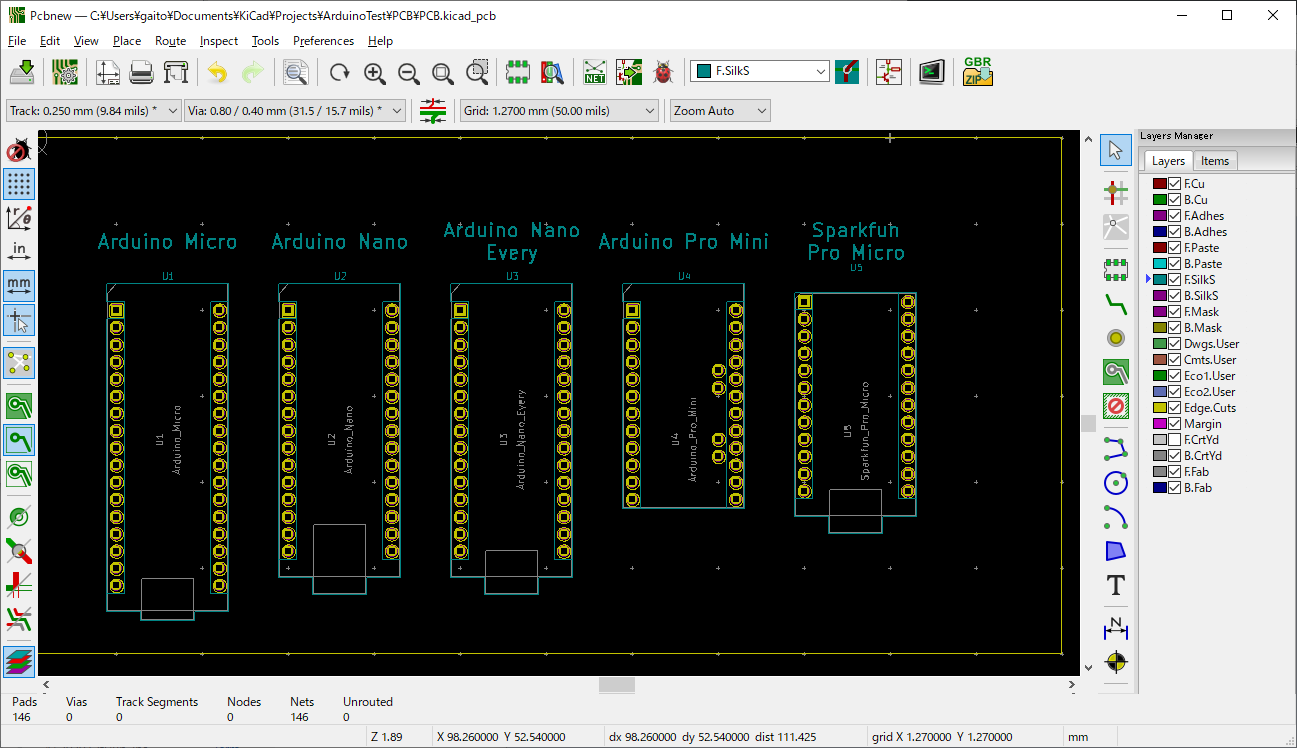 Pcbnew — C:¥Users¥gaito¥Documents¥KiCad¥Projects¥ArduinoTest¥PCB¥PCB.kicad_pcb
File Edit View Place Route Inspect Tools Preferences Help
NET
F.SilkS
GBR
ZIP
Track: 0.250 mm (9.84 mils) *
Via: 0.80 / 0.40 mm (31.5 / 15.7 mils) *
Grid: 1.2700 mm (50.00 mils)
Zoom Auto
r/θ
in
mm
Arduino Micro
Arduino Nano
Arduino Nano
Every
Arduino Pro Mini
Sparkfun
Pro Micro
U1
U2
U3
U4
U5
U1
Arduino_Micro
U2
Arduino_Nano
U3
Arduino_Nano_Every
U4
Arduino_Pro_Mini
U5
Sparkfun_Pro_Micro
T
N
Layers Manager
Layers Items
F.Cu
B.Cu
F.Adhes
B.Adhes
F.Paste
B.Paste
F.SilkS
B.SilkS
F.Mask
B.Mask
Dwgs.User
Cmts.User
Eco1.User
Eco2.User
Edge.Cuts
Margin
F.CrtYd
B.CrtYd
F.Fab
B.Fab
Pads Vias Track Segments Nodes Nets Unrouted
146 0 0 0 146 0
Z 1.89 X 98.260000 Y 52.540000 dx 98.260000 dy 52.540000 dist 111.425 grid X 1.270000 Y 1.270000 mm